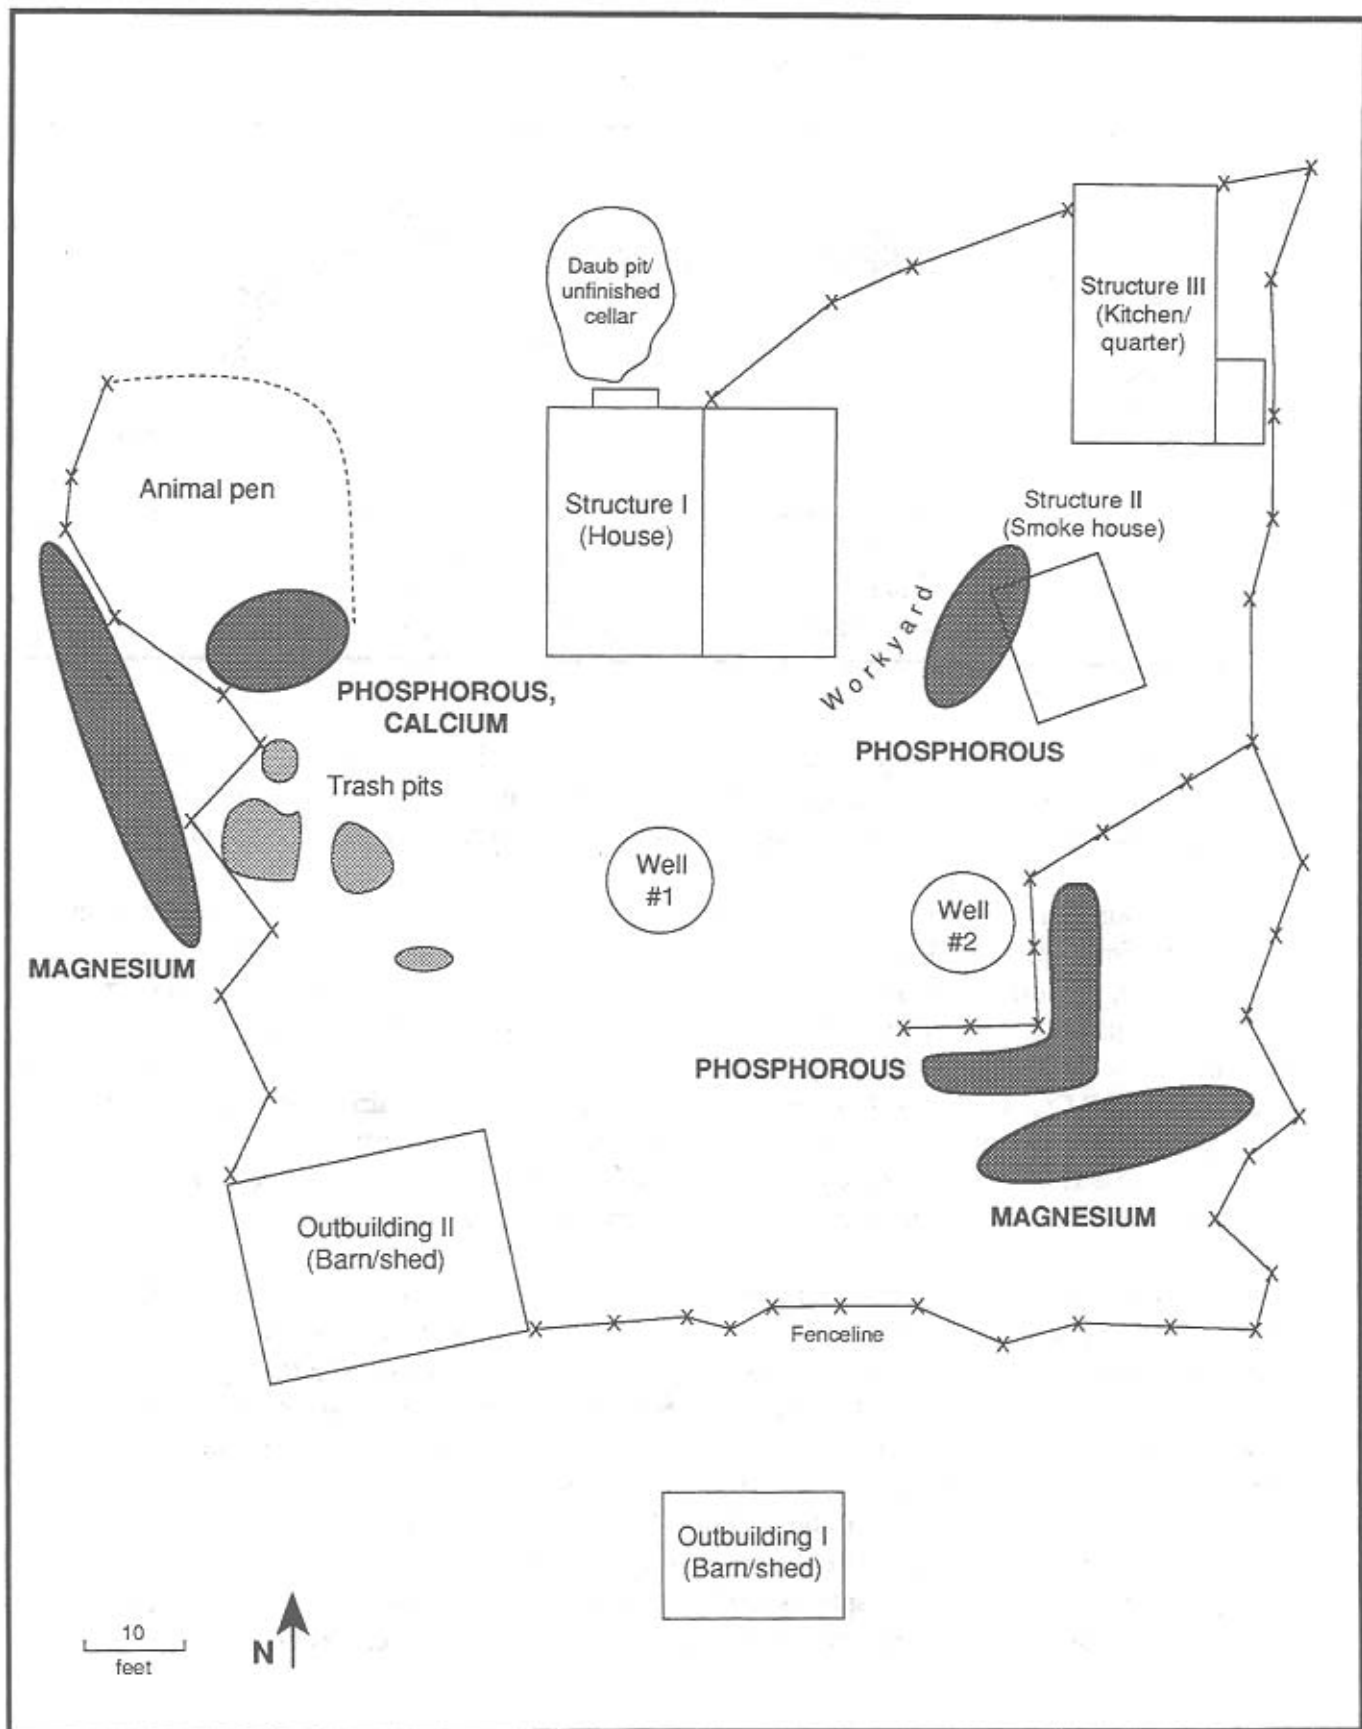 Daub pit/
unfinished
cellar
Structure III
(Kitchen/
quarter)
Animal pen
Structure I
(House)
Structure II
(Smoke house)
Workyard
PHOSPHOROUS,
CALCIUM
PHOSPHOROUS
Trash pits
Well
#1
Well
#2
MAGNESIUM
PHOSPHOROUS
MAGNESIUM
Outbuilding II
(Barn/shed)
Fenceline
Outbuilding I
(Barn/shed)
10
feet
N